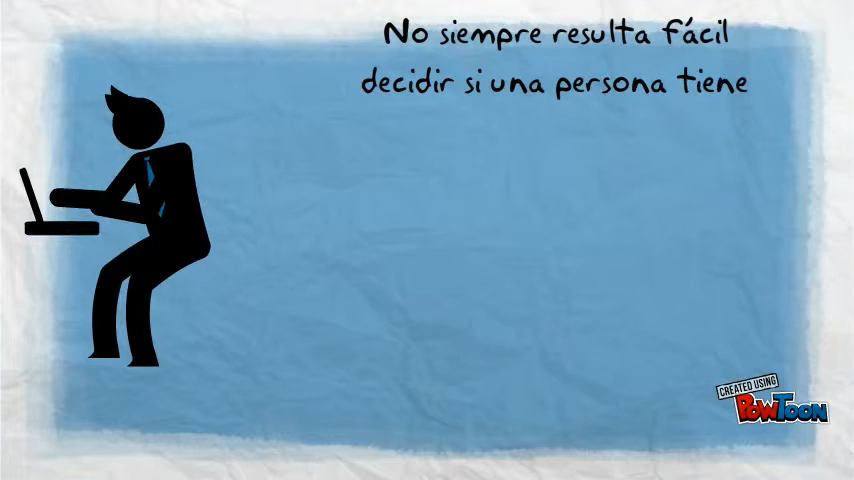 No siempre resulta fácil
decidir si una persona tiene
CREATED USING
POWTOON